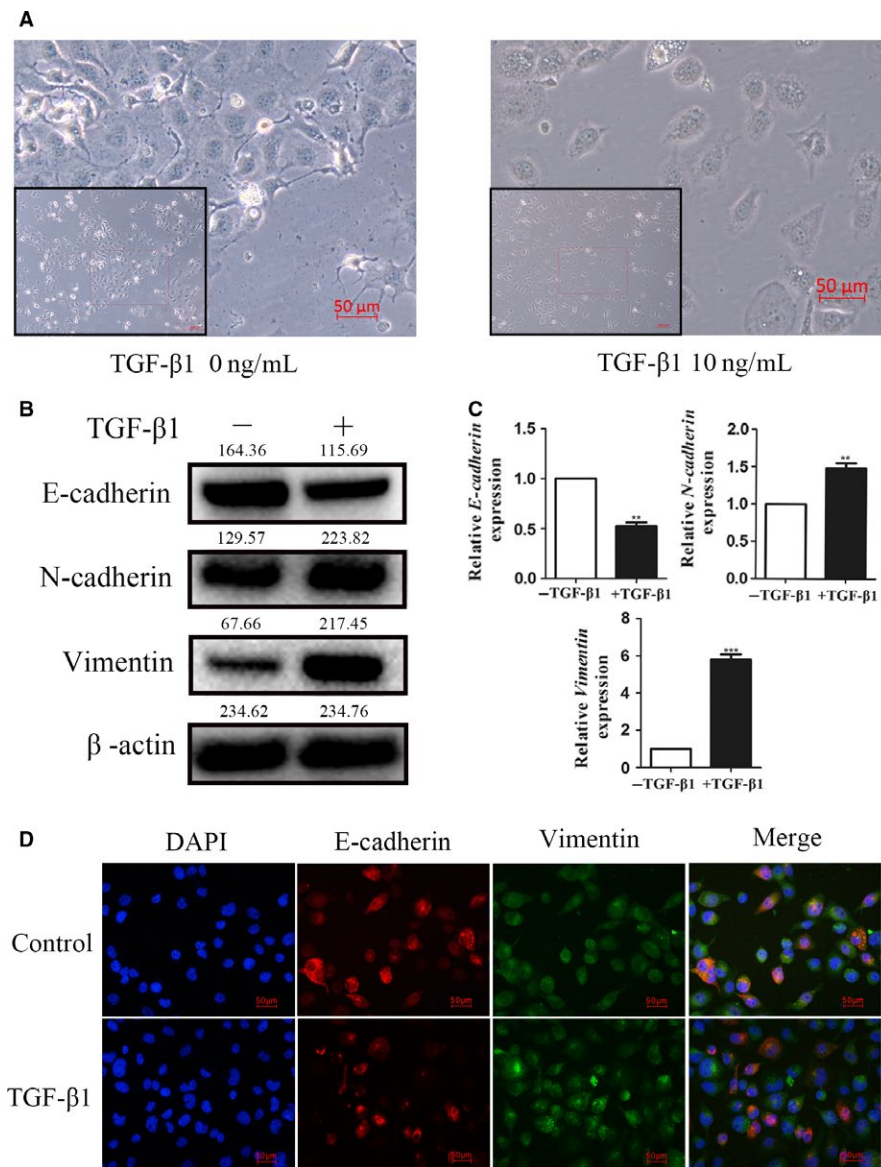 A
50 µm
50 µm
TGF-β1 0 ng/mL
TGF-β1 10 ng/mL
B
TGF-β1 − +
164.36 115.69
E-cadherin
129.57 223.82
N-cadherin
67.66 217.45
Vimentin
234.62 234.76
β -actin
C
Relative E-cadherin
expression
1.5
1.0
0.5
0.0
**
−TGF-β1 +TGF-β1
Relative N-cadherin
expression
2.0
1.5
1.0
0.5
0.0
**
−TGF-β1 +TGF-β1
Relative Vimentin
expression
8
6
4
2
0
***
−TGF-β1 +TGF-β1
D
DAPI E-cadherin Vimentin Merge
Control
50µm 50µm 50µm 50µm
TGF-β1
50µm 50µm 50µm 50µm